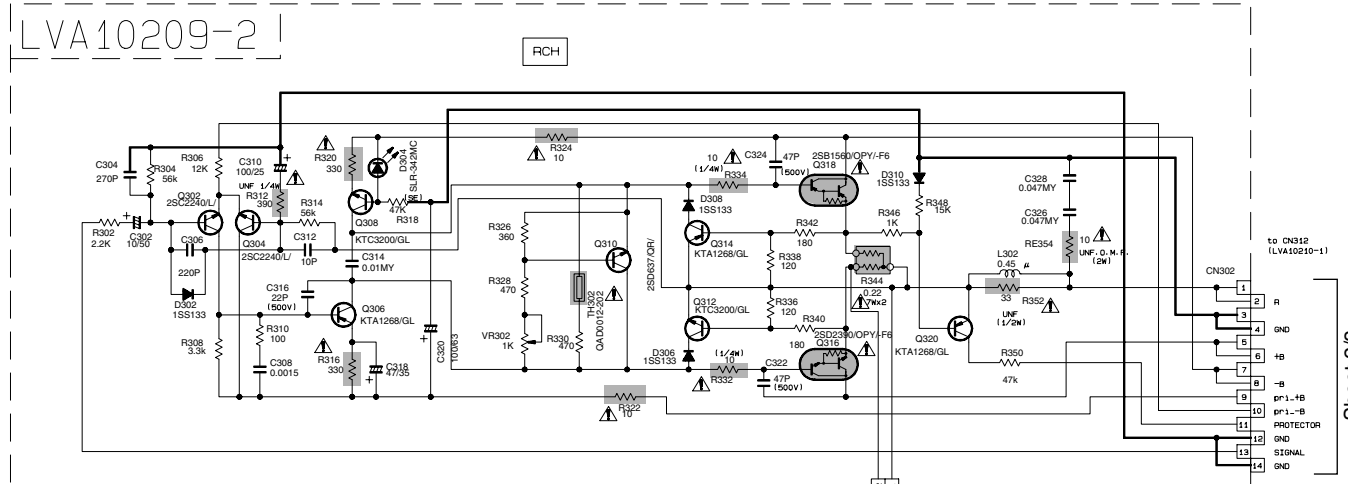 LVA10209-2
RCH
C304
270P
R304
56k
R306
12K
C310
100/25
UNF 1/4W
R312
390
Q302
2SC2240/L/
R302
2.2K
C302
10/50
C306
220P
D302
1SS133
Q304
2SC2240/L/
R314
56k
C312
10P
R308
3.3k
R310
100
C308
0.0015
C316
22P
(500V)
R320
330
D304
SLR-342MC
(SE)
47K
R318
Q308
KTC3200/GL
C314
0.01MY
Q306
KTA1268/GL
R316
330
C318
47/35
C320
100/63
R324
10
R326
360
R328
470
VR302
1K
R330
470
TH302
QAD0012-202
Q310
2SD637/QR/
R322
10
10
(1/4W)
R334
D308
1SS133
Q314
KTA1268/GL
Q312
KTC3200/GL
D306
1SS133
(1/4W)
10
R332
C324
47P
(500V)
2SB1560/OPY/-F6
Q318
R342
180
R338
120
R336
120
R340
180
2SD2390/OPY/-F6
Q316
C322
47P
(500V)
R344
0.22
7WX2
R346
1K
D310
1SS133
R348
15K
Q320
KTA1268/GL
R350
47k
C328
0.047MY
C326
0.047MY
RE354
10
UNF.O.M.F.
(2W)
L302
0.45 μ
33
R352
UNF
(1/2W)
to CN312
(LVA10210-1)
CN302
1
2 R
3
4 GND
5
6 +B
7
8 -B
9 pri_+B
10 pri_-B
11 PROTECTOR
12 GND
13 SIGNAL
14 GND